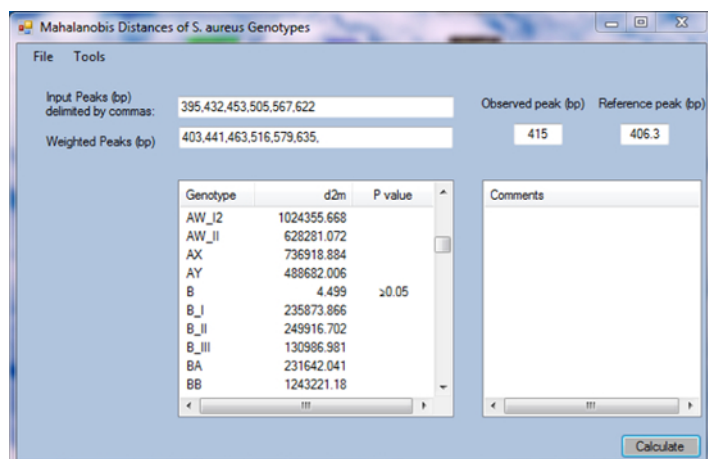 Mahalanobis Distances of S. aureus Genotypes
File Tools
Input Peaks (bp)
delimited by commas:
395,432,453,505,567,622
Observed peak (bp) Reference peak (bp)
Weighted Peaks (bp)
403,441,463,516,579,635,
415 406.3
Genotype d2m P value
Comments
AW_I2 1024355.668
AW_II 628281.072
AX 736918.884
AY 488682.006
B 4.499 ≥0.05
B_I 235873.866
B_II 249916.702
B_III 130986.981
BA 231642.041
BB 1243221.18
Calculate